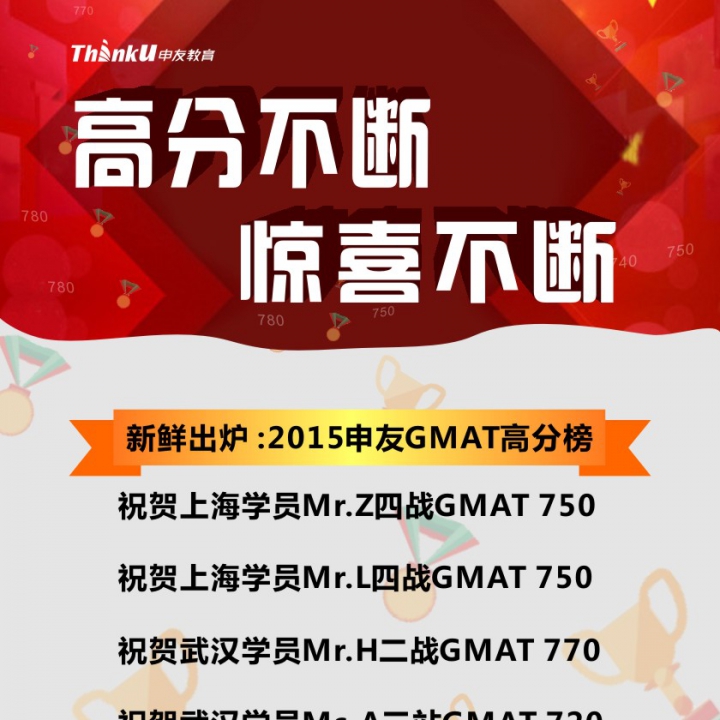 ThinkU申友教育
770
高分不断
780
惊喜不断
750
740
780
750
780
新鲜出炉 :2015申友GMAT高分榜
祝贺上海学员Mr.Z四战GMAT 750
祝贺上海学员Mr.L四战GMAT 750
祝贺武汉学员Mr.H二战GMAT 770